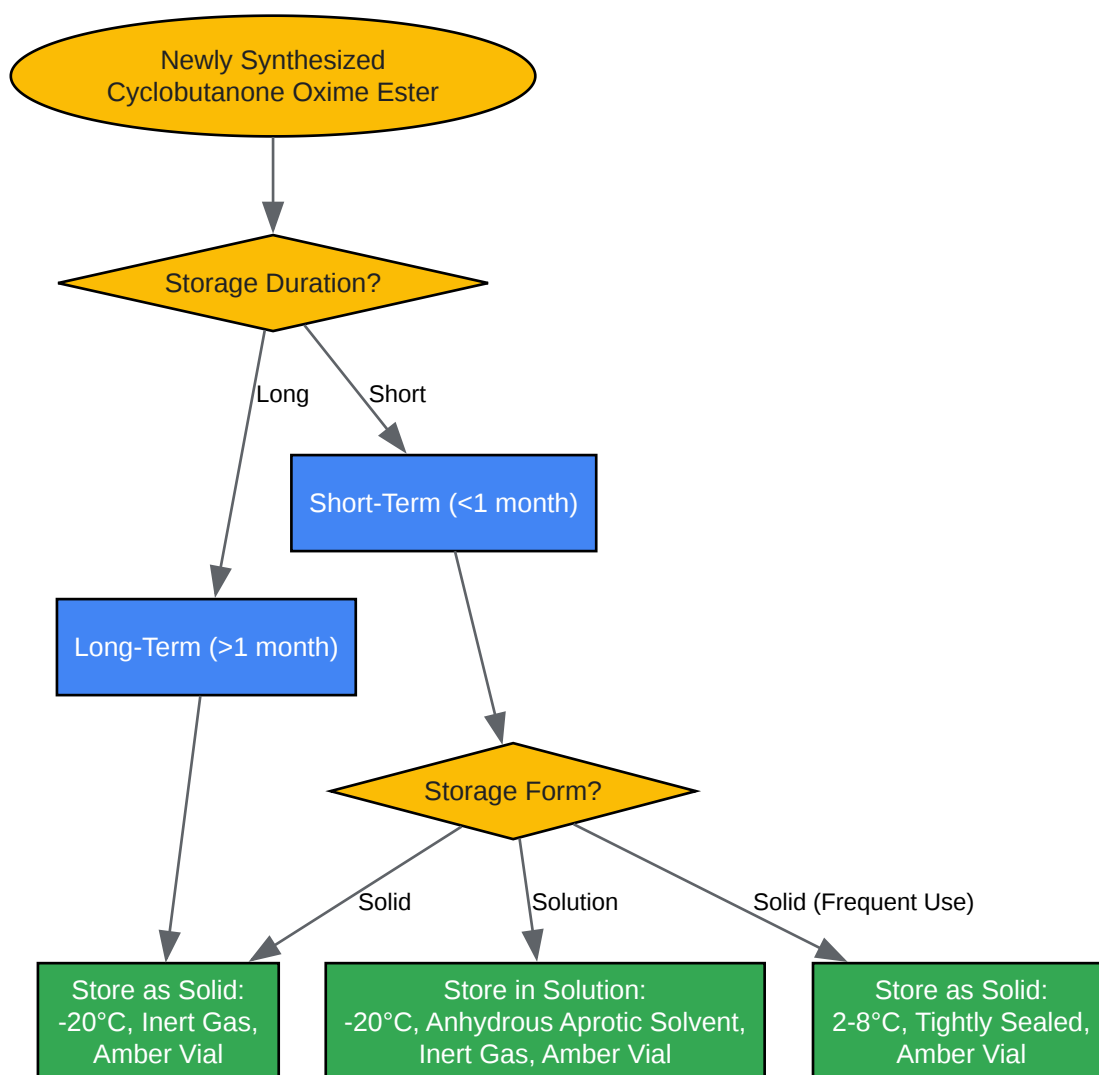 Newly Synthesized
Cyclobutanone Oxime Ester
Storage Duration?
Long
Short
Short-Term (<1 month)
Long-Term (>1 month)
Storage Form?
Solid
Solution
Solid (Frequent Use)
Store as Solid:
-20°C, Inert Gas,
Amber Vial
Store in Solution:
-20°C, Anhydrous Aprotic Solvent,
Inert Gas, Amber Vial
Store as Solid:
2-8°C, Tightly Sealed,
Amber Vial